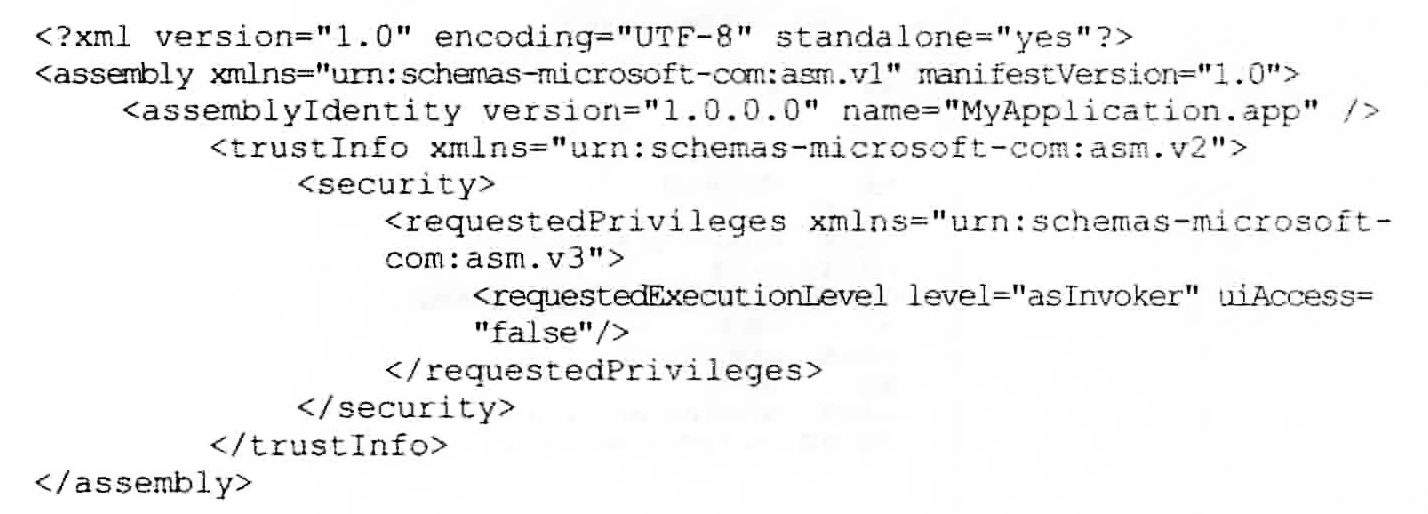 <?xml version="1.0" encoding="UTF-8" standalone="yes"?>
<assembly xmlns="urn:schemas-microsoft-com:asm.v1" manifestVersion="1.0">
<assemblyIdentity version="1.0.0.0" name="MyApplication.app" />
<trustInfo xmlns="urn:schemas-microsoft-com:asm.v2">
<security>
<requestedPrivileges xmlns="urn:schemas-microsoft-
com:asm.v3">
<requestedExecutionLevel level="asInvoker" uiAccess=
"false"/>
</requestedPrivileges>
</security>
</trustInfo>
</assembly>